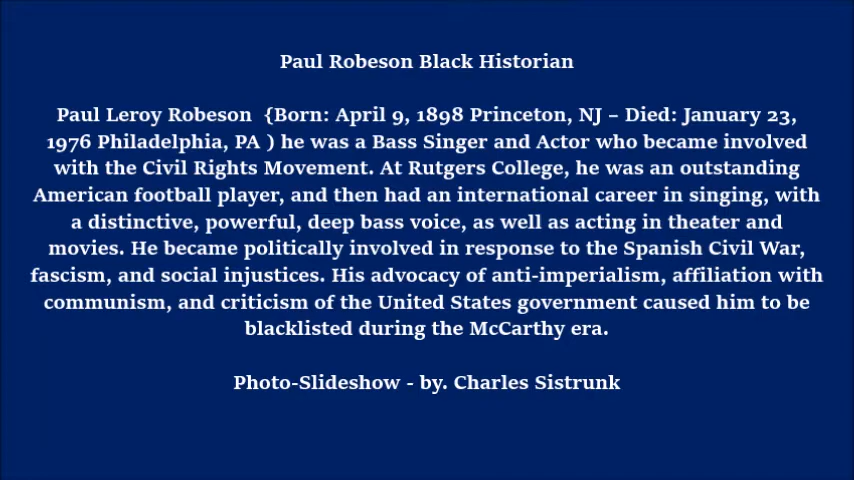 Paul Robeson Black Historian
Paul Leroy Robeson  {Born: April 9, 1898 Princeton, NJ – Died: January 23,
1976 Philadelphia, PA ) he was a Bass Singer and Actor who became involved
with the Civil Rights Movement. At Rutgers College, he was an outstanding
American football player, and then had an international career in singing, with
a distinctive, powerful, deep bass voice, as well as acting in theater and
movies. He became politically involved in response to the Spanish Civil War,
fascism, and social injustices. His advocacy of anti-imperialism, affiliation with
communism, and criticism of the United States government caused him to be
blacklisted during the McCarthy era.
Photo-Slideshow - by. Charles Sistrunk